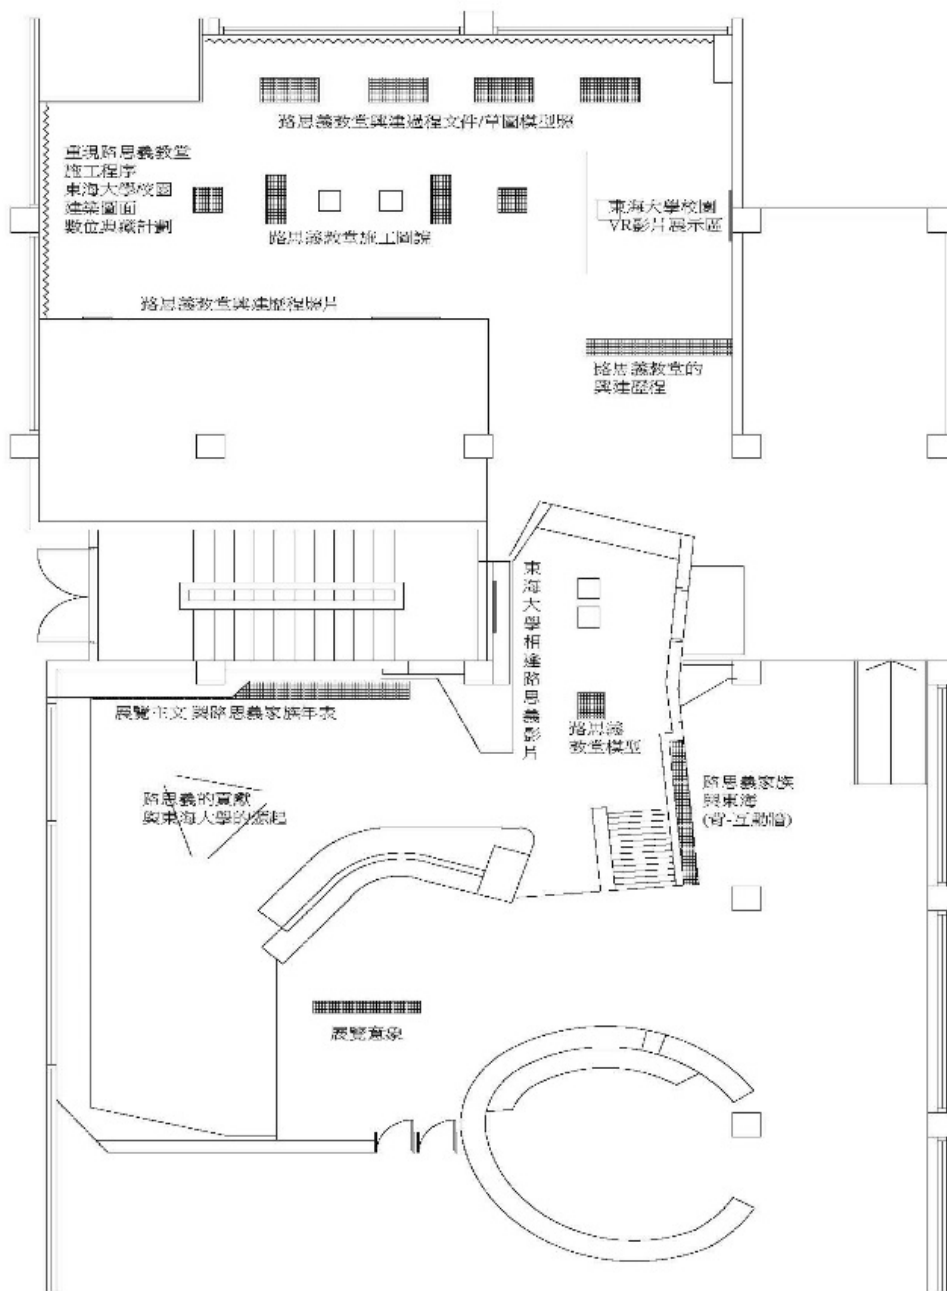 路思義教堂興建過程文件/草圖模型照
重現路思義教堂
施工程序
東海大學校園
建築圖面
數位典藏計劃
東海大學校園
VR影片展示區
路思義教堂施工圖說
路思義教堂興建歷程照片
路思義教堂的
興建歷程
東海大學相逢路思義影片
展覽主文 與路思義家族年表
路思義
教堂模型
路思義的貢獻
與東海大學的源起
路思義家族
與東海
(背-互動牆)
展覽意象